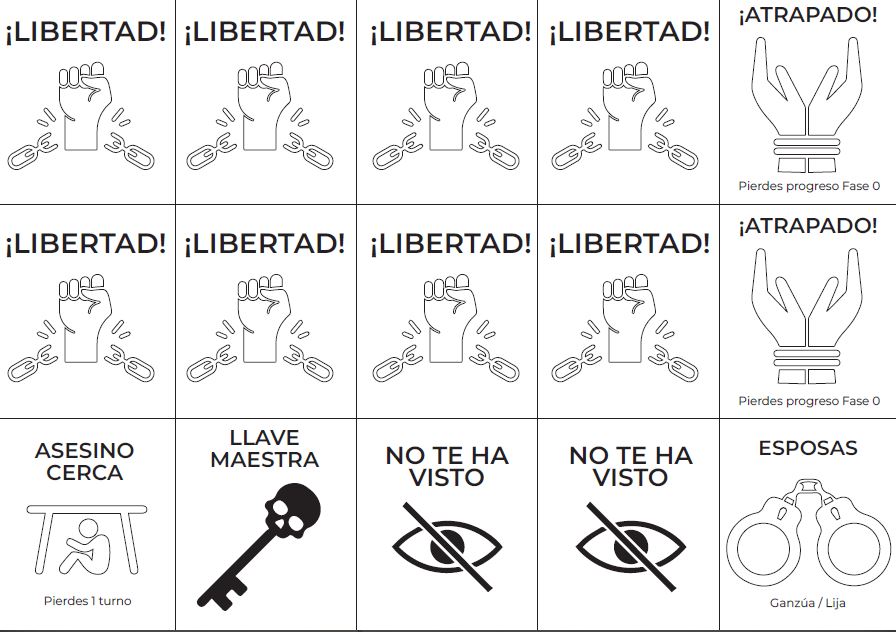 ¡LIBERTAD!
¡LIBERTAD!
¡LIBERTAD!
¡LIBERTAD!
¡ATRAPADO!
Pierdes progreso Fase 0
¡LIBERTAD!
¡LIBERTAD!
¡LIBERTAD!
¡LIBERTAD!
¡ATRAPADO!
Pierdes progreso Fase 0
ASESINO
CERCA
Pierdes 1 turno
LLAVE
MAESTRA
NO TE HA
VISTO
NO TE HA
VISTO
ESPOSAS
Ganzúa / Lija